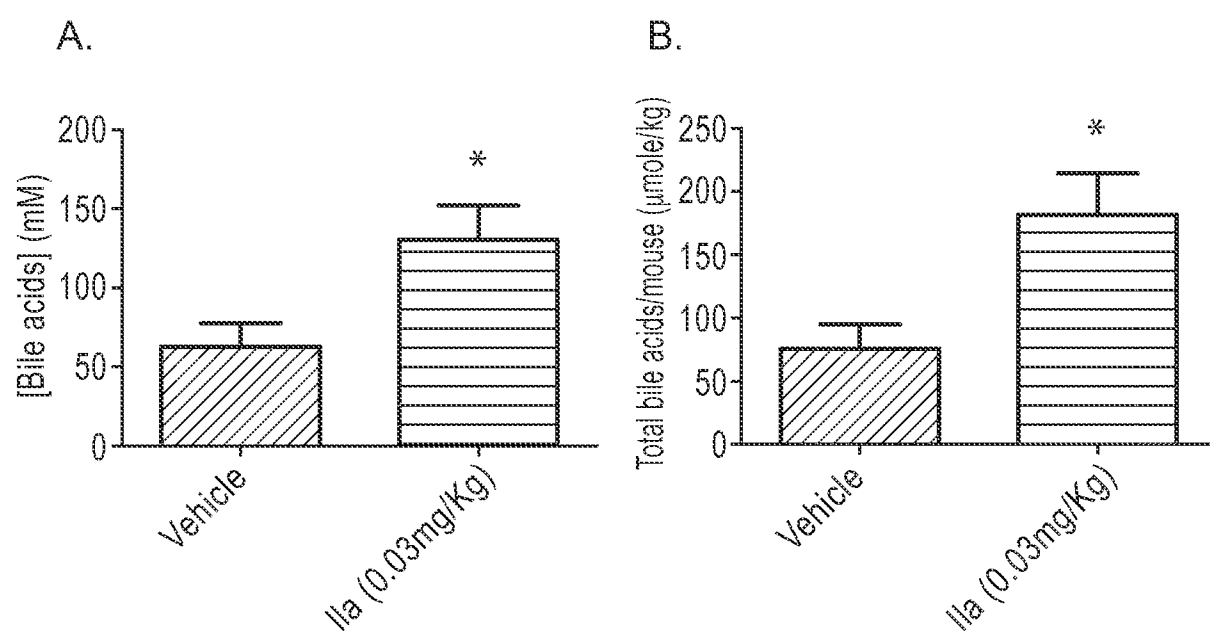 A.
[Bile acids] (mM)
200
150
100
50
0
*
Vehicle
IIa (0.03mg/Kg)
B.
Total bile acids/mouse (µmole/kg)
250
200
150
100
50
0
*
Vehicle
IIa (0.03mg/Kg)